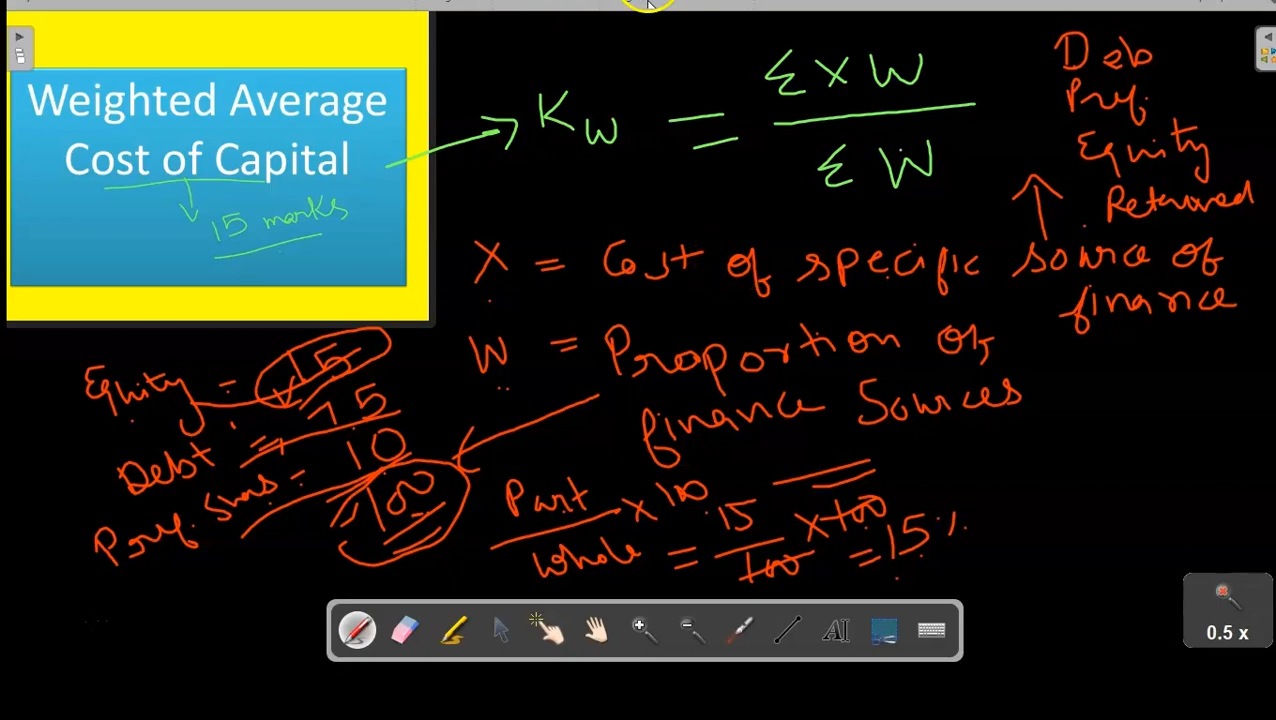 Weighted Average
Cost of Capital
15 marks
Kw = ΣXW
ΣW
Deb
Pref.
Equity
Retained
X = Cost of specific source of
finance
W = Proportion of
finance Sources
Equity = 15
Debt = 75
Pref. Shares = 10
100
Part × 100
Whole
= 15 × 100
100
= 15%
AI
0.5 x